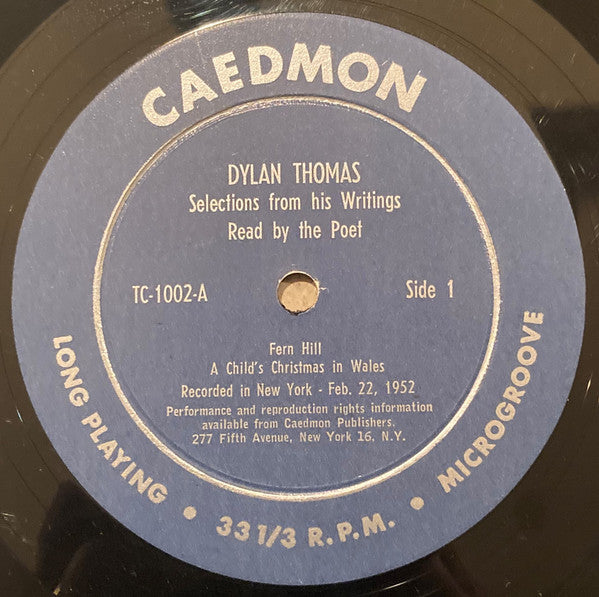 CAEDMON
DYLAN THOMAS
Selections from his Writings
Read by the Poet
TC-1002-A Side 1
Fern Hill
A Child's Christmas in Wales
Recorded in New York - Feb. 22, 1952
Performance and reproduction rights information
available from Caedmon Publishers.
277 Fifth Avenue, New York 16, N.Y.
LONG PLAYING • 33 1/3 R.P.M. • MICROGROOVE